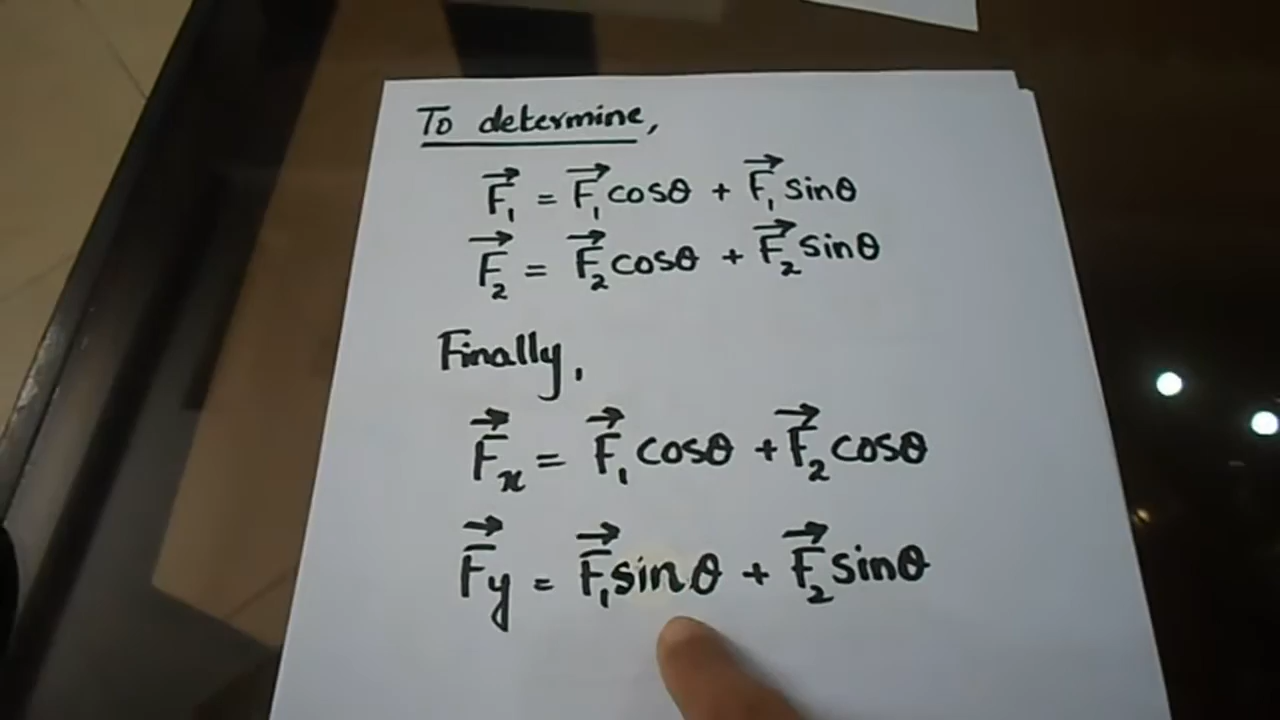 To determine,
F⃗₁ = F⃗₁cosθ + F⃗₁sinθ
F⃗₂ = F⃗₂cosθ + F⃗₂sinθ
Finally,
F⃗x = F⃗₁cosθ + F⃗₂cosθ
F⃗y = F⃗₁sinθ + F⃗₂sinθ